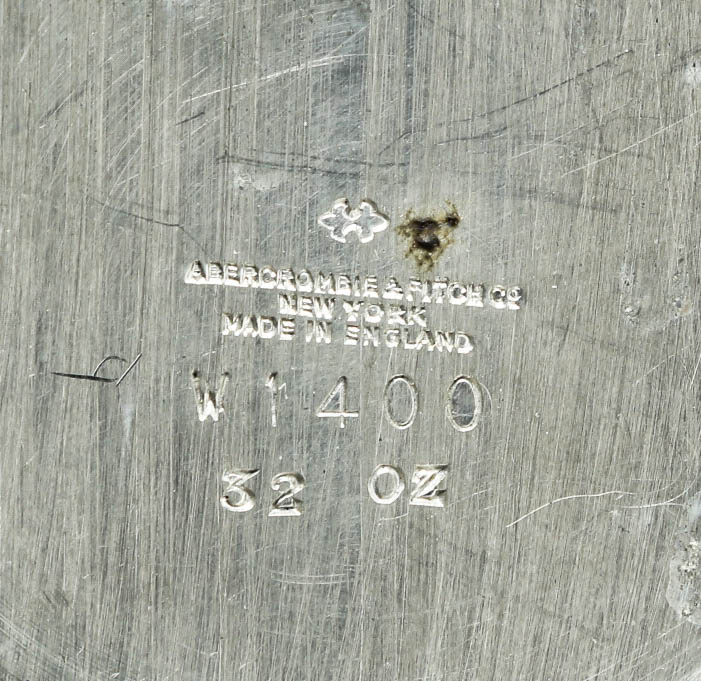 ABERCROMBIE & FITCH CO
NEW YORK
MADE IN ENGLAND
W 1400
32 OZ